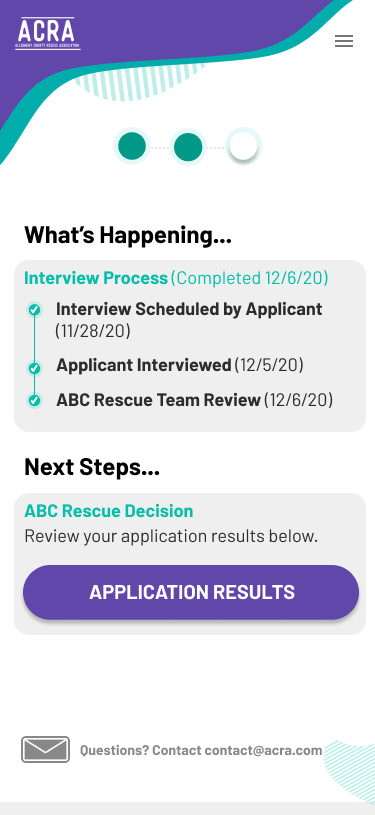 ACRA
ALLEGHENY COUNTY RESCUE ASSOCIATION
What's Happening...
Interview Process (Completed 12/6/20)
Interview Scheduled by Applicant
(11/28/20)
Applicant Interviewed (12/5/20)
ABC Rescue Team Review (12/6/20)
Next Steps...
ABC Rescue Decision
Review your application results below.
APPLICATION RESULTS
Questions? Contact contact@acra.com